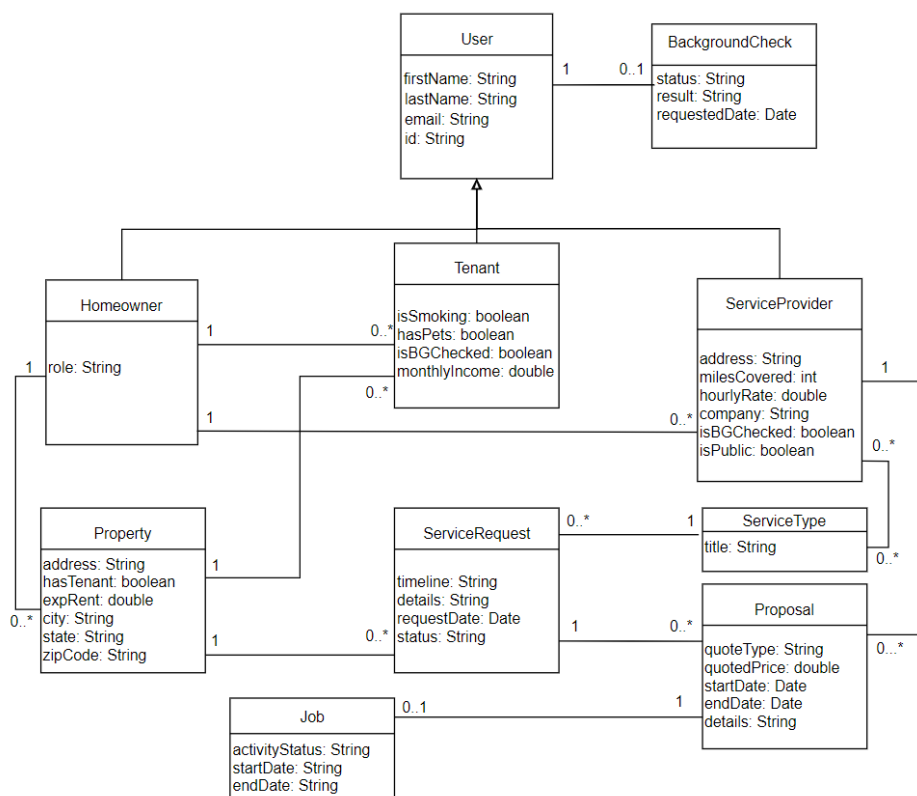 User
firstName: String
lastName: String
email: String
id: String
1
0..1
BackgroundCheck
status: String
result: String
requestedDate: Date
Homeowner
role: String
1
0..*
1
0..*
1
0..*
Tenant
isSmoking: boolean
hasPets: boolean
isBGChecked: boolean
monthlyIncome: double
0..*
1
ServiceProvider
address: String
milesCovered: int
hourlyRate: double
company: String
isBGChecked: boolean
isPublic: boolean
1
0...*
0..*
0..*
Property
address: String
hasTenant: boolean
expRent: double
city: String
state: String
zipCode: String
1
0..*
ServiceRequest
timeline: String
details: String
requestDate: Date
status: String
0..*
1
1
0..*
ServiceType
title: String
Proposal
quoteType: String
quotedPrice: double
startDate: Date
endDate: Date
details: String
0..1
1
Job
activityStatus: String
startDate: String
endDate: String